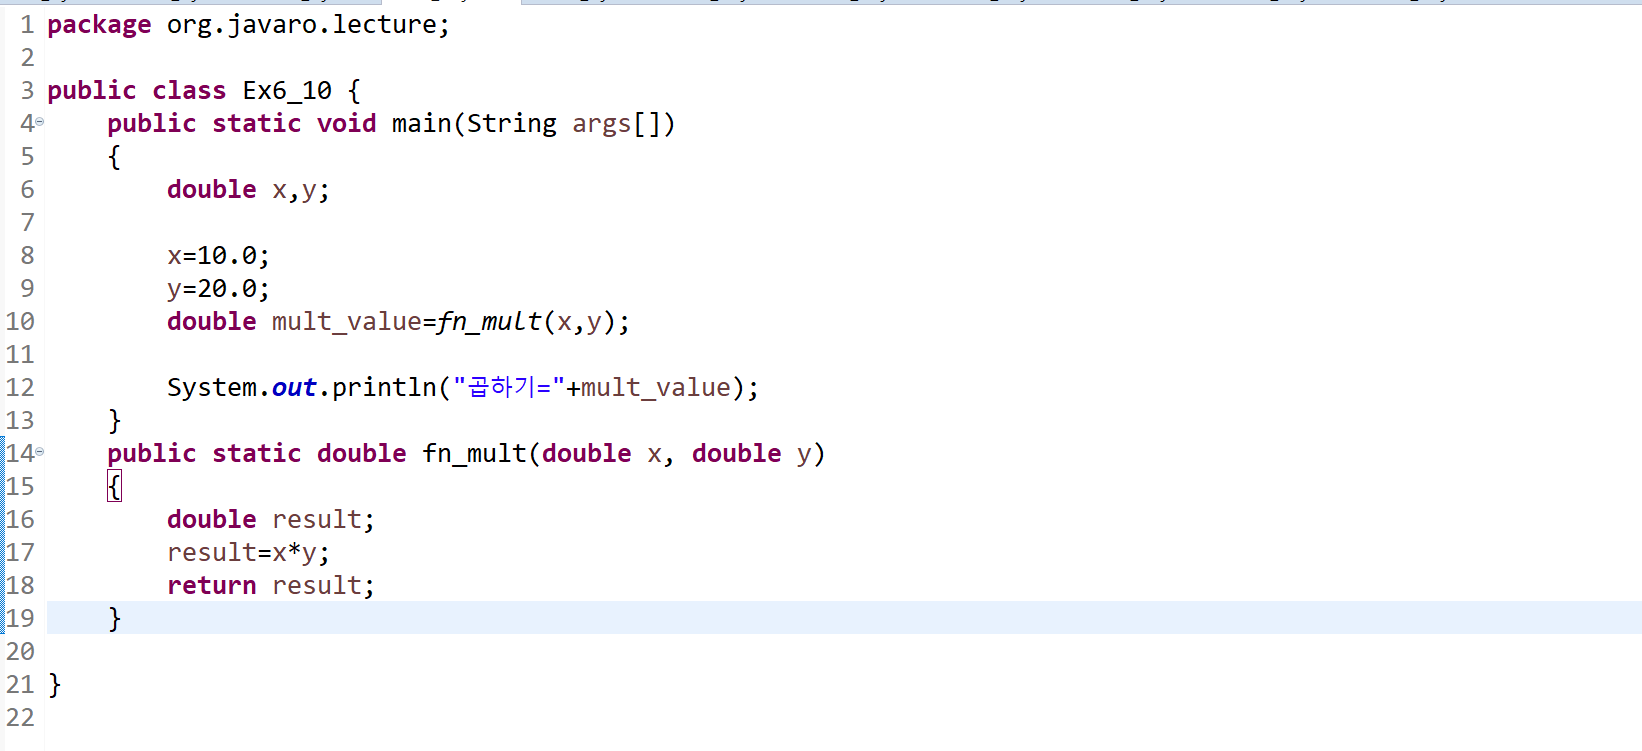 1 package org.javaro.lecture;
2
3 public class Ex6_10 {
4 public static void main(String args[])
5 {
6 double x,y;
7
8 x=10.0;
9 y=20.0;
10 double mult_value=fn_mult(x,y);
11
12 System.out.println("곱하기="+mult_value);
13 }
14 public static double fn_mult(double x, double y)
15 {
16 double result;
17 result=x*y;
18 return result;
19 }
20
21 }
22